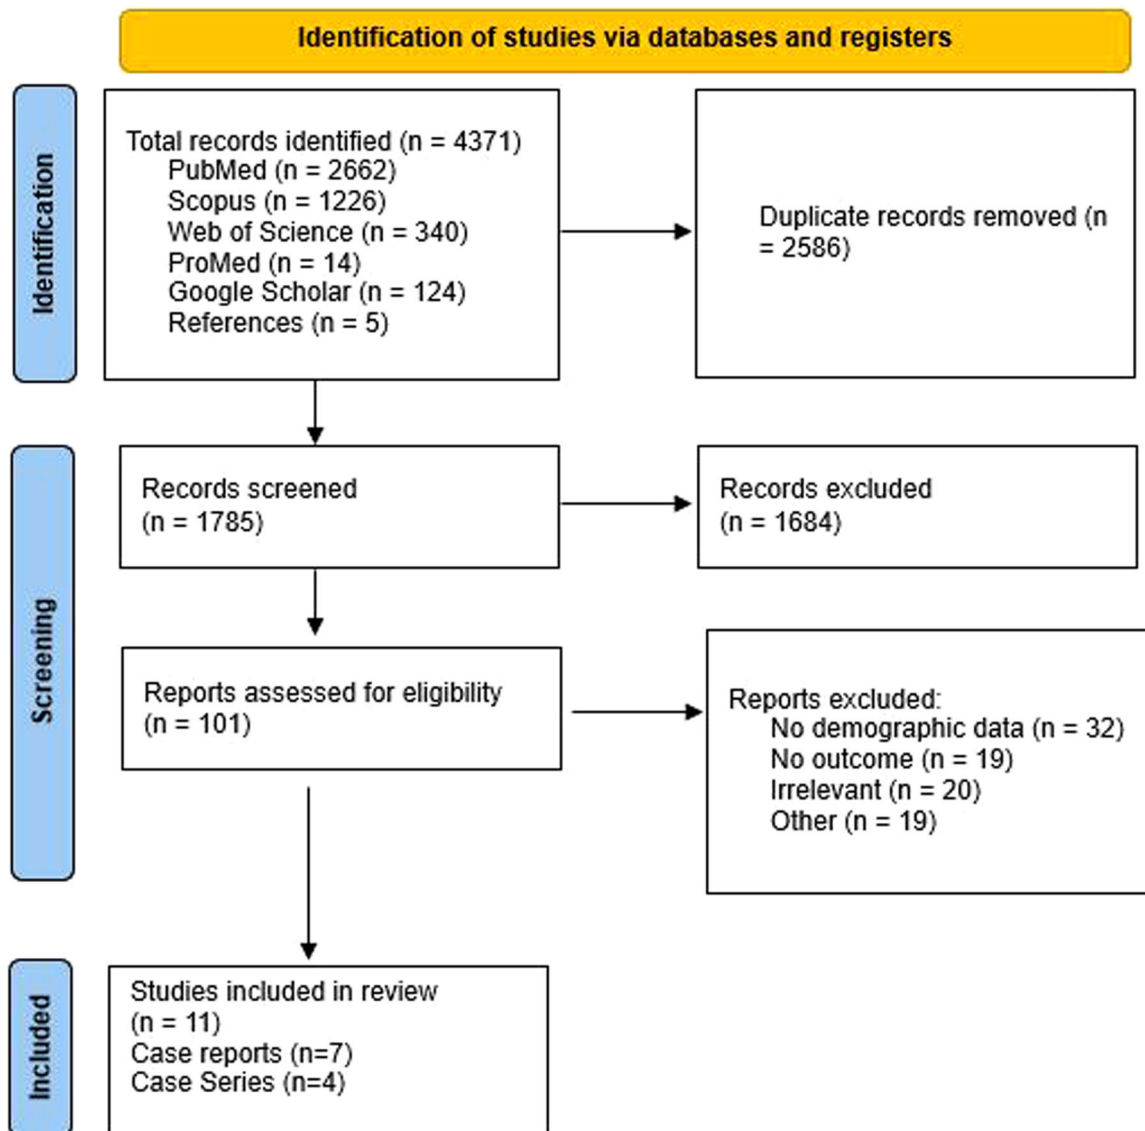 Identification of studies via databases and registers
Identification
Total records identified (n = 4371)
PubMed (n = 2662)
Scopus (n = 1226)
Web of Science (n = 340)
ProMed (n = 14)
Google Scholar (n = 124)
References (n = 5)
Duplicate records removed (n
= 2586)
Screening
Records screened
(n = 1785)
Records excluded
(n = 1684)
Reports assessed for eligibility
(n = 101)
Reports excluded:
No demographic data (n = 32)
No outcome (n = 19)
Irrelevant (n = 20)
Other (n = 19)
Included
Studies included in review
(n = 11)
Case reports (n=7)
Case Series (n=4)